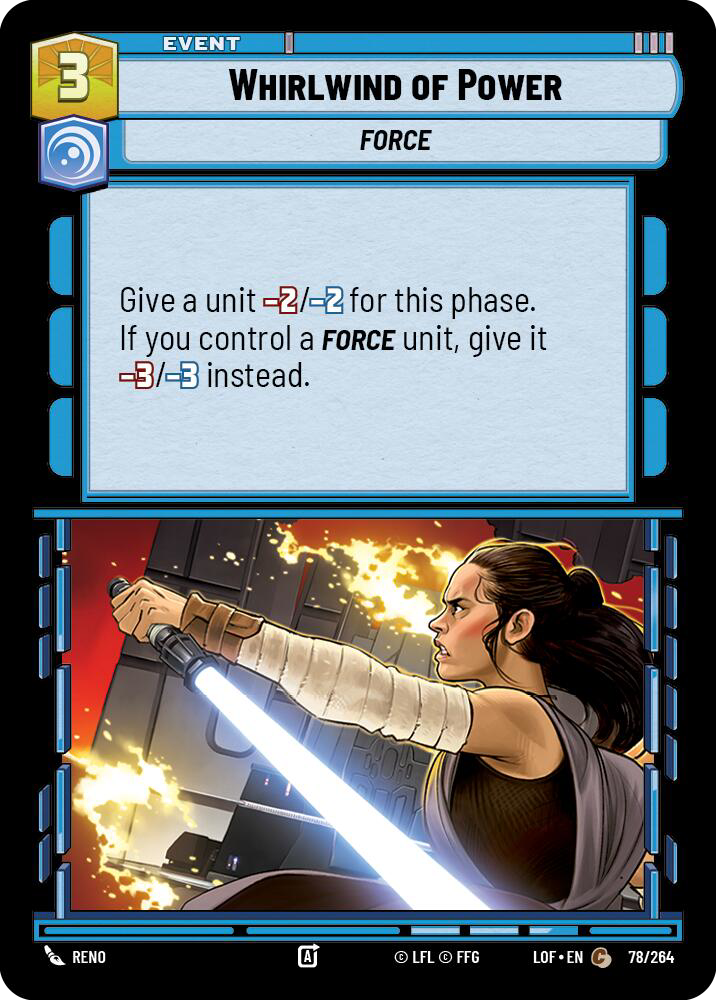 EVENT
3
WHIRLWIND OF POWER
FORCE
Give a unit -2/-2 for this phase.
If you control a FORCE unit, give it
-3/-3 instead.
RENO
A
© LFL © FFG
LOF • EN
C
78/264